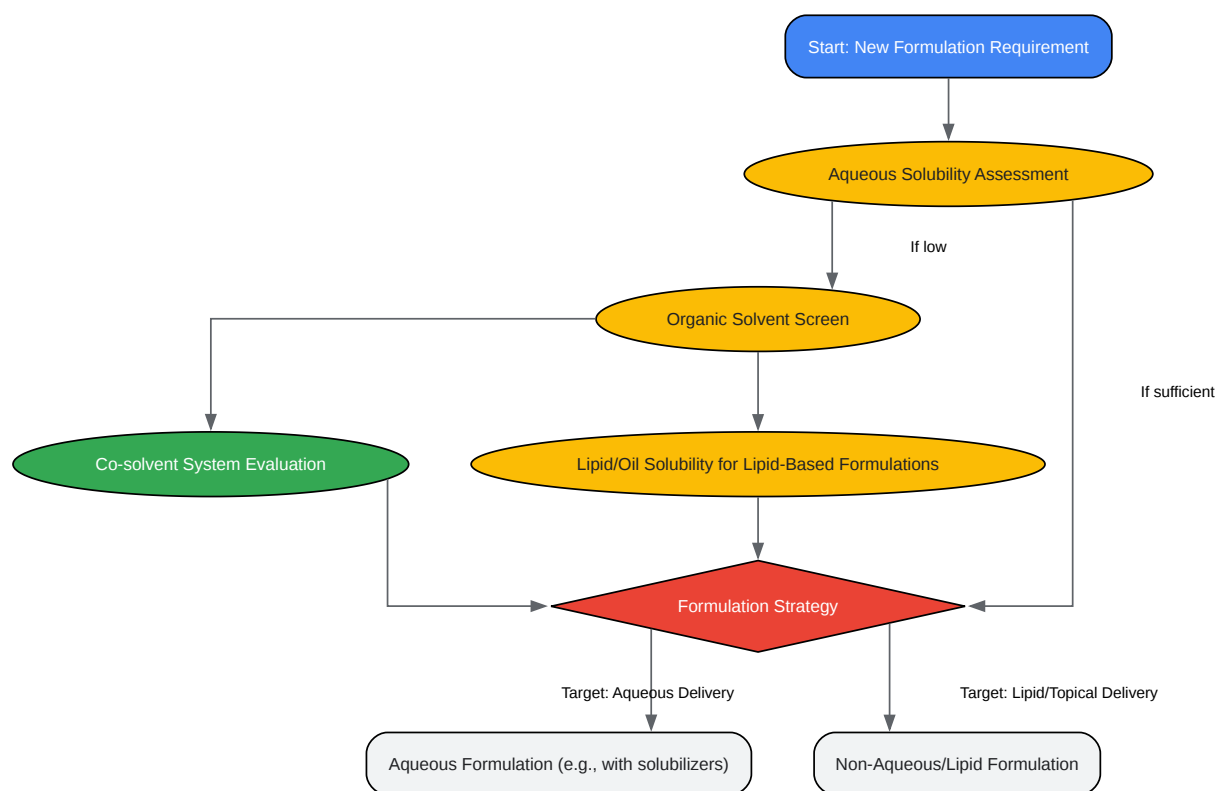 Start: New Formulation Requirement
Aqueous Solubility Assessment
If low
Organic Solvent Screen
If sufficient
Co-solvent System Evaluation
Lipid/Oil Solubility for Lipid-Based Formulations
Formulation Strategy
Target: Aqueous Delivery
Target: Lipid/Topical Delivery
Aqueous Formulation (e.g., with solubilizers)
Non-Aqueous/Lipid Formulation